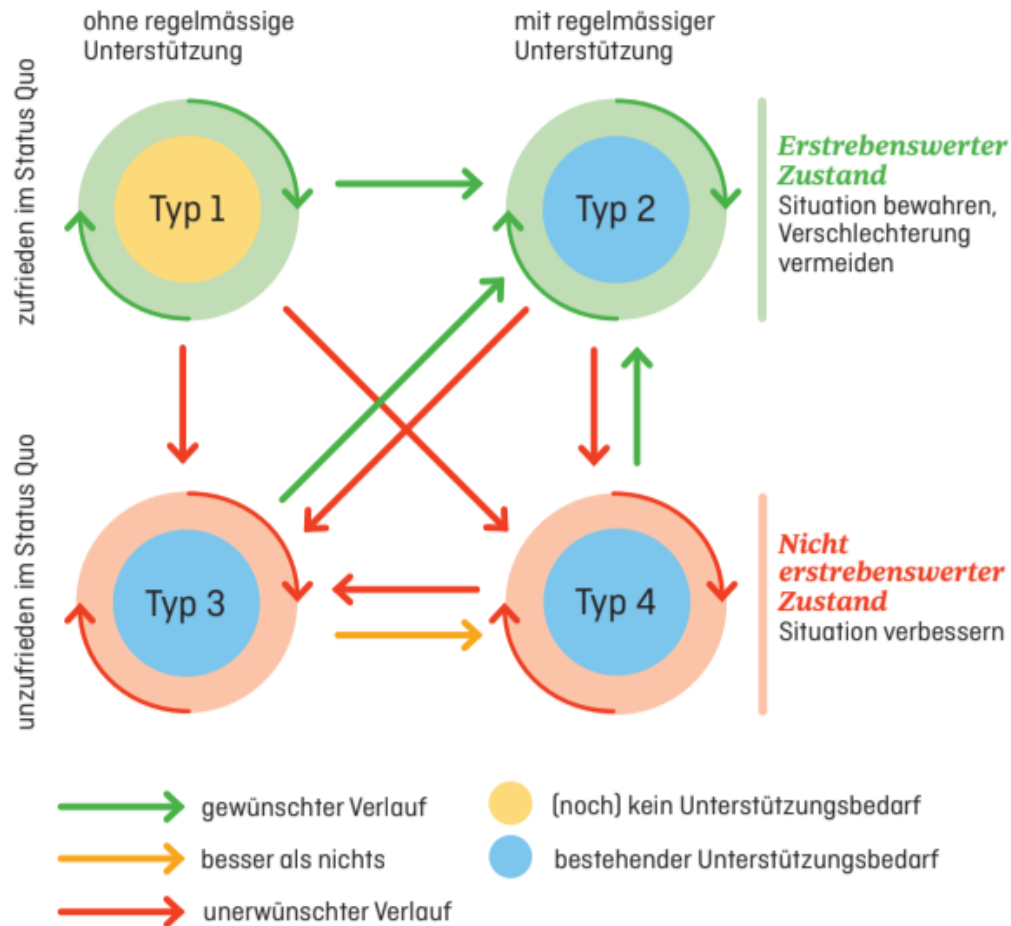 ohne regelmässige
Unterstützung
mit regelmässiger
Unterstützung
zufrieden im Status Quo
Typ 1
Typ 2
Erstrebenswerter
Zustand
Situation bewahren,
Verschlechterung
vermeiden
unzufrieden im Status Quo
Typ 3
Typ 4
Nicht
erstrebenswerter
Zustand
Situation verbessern
gewünschter Verlauf
(noch) kein Unterstützungsbedarf
besser als nichts
bestehender Unterstützungsbedarf
unerwünschter Verlauf